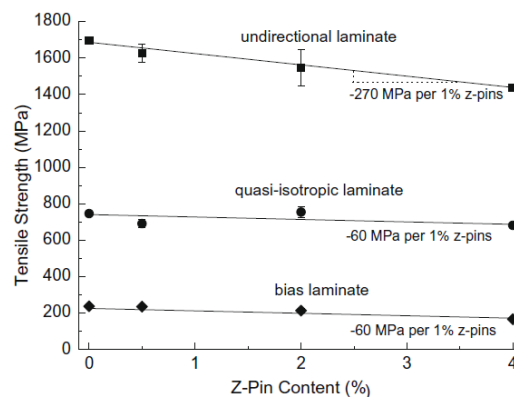 1800
1600
1400
1200
1000
800
600
400
200
0
Tensile Strength (MPa)
undirectional laminate
-270 MPa per 1% z-pins
quasi-isotropic laminate
-60 MPa per 1% z-pins
bias laminate
-60 MPa per 1% z-pins
0 1 2 3 4
Z-Pin Content (%)